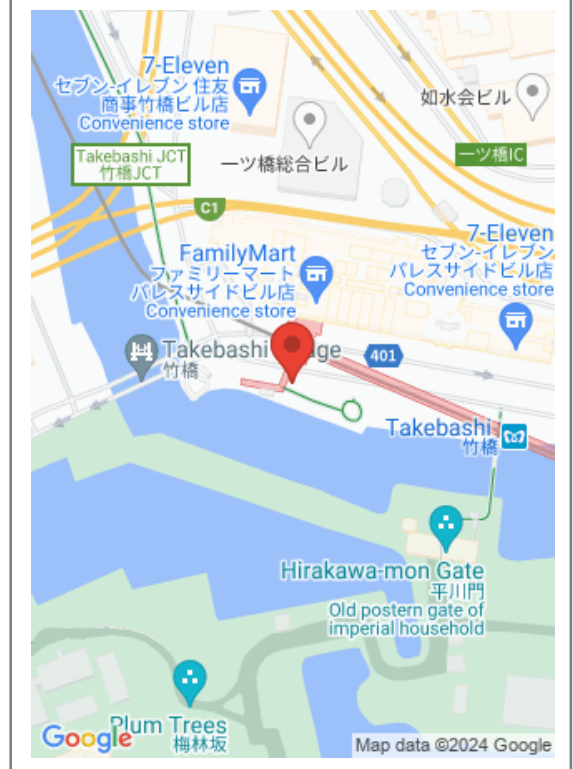 7-Eleven
セブン-イレブン 住友
商事竹橋ビル店
Convenience store
如水会ビル
Takebashi JCT
竹橋JCT
一ツ橋総合ビル
一ツ橋IC
C1
7-Eleven
セブン-イレブン
パレスサイドビル店
Convenience store
FamilyMart
ファミリーマート
パレスサイドビル店
Convenience store
Takebashi
竹橋
401
Takebashi
竹橋
Hirakawa-mon Gate
平川門
Old postern gate of
imperial household
Plum Trees
梅林坂
Google
Map data ©2024 Google